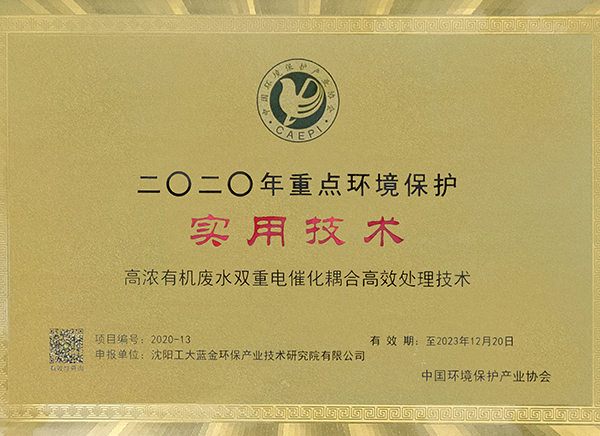 中国环境保护产业协会
CAEPI
二〇二〇年重点环境保护
实用技术
高浓有机废水双重电催化耦合高效处理技术
项目编号：2020-13
有 效 期：至2023年12月20日
申报单位：沈阳工大蓝金环保产业技术研究院有限公司
中国环境保护产业协会